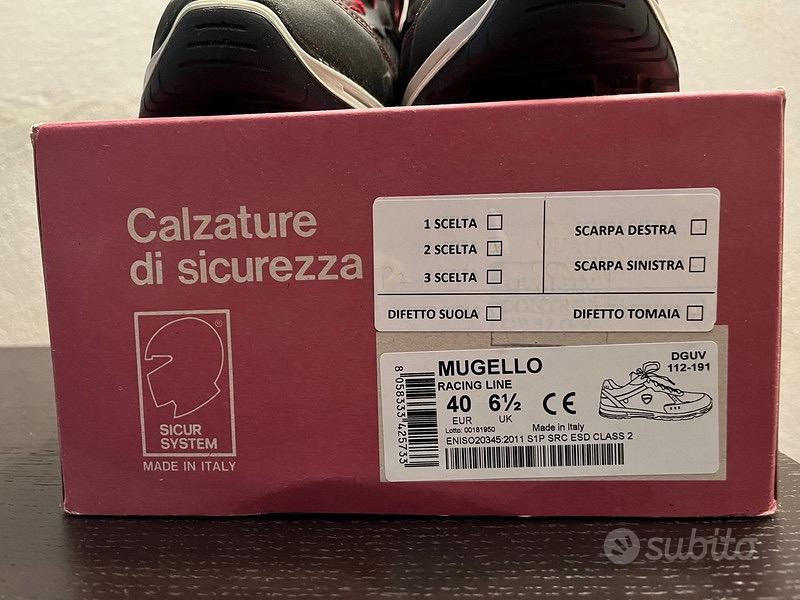 Calzature
di sicurezza
®
SICUR
SYSTEM
MADE IN ITALY
1 SCELTA
2 SCELTA
3 SCELTA
SCARPA DESTRA
SCARPA SINISTRA
DIFETTO SUOLA
DIFETTO TOMAIA
8058333425733
MUGELLO
RACING LINE
DGUV
112-191
40 6½ CE
EUR UK
Lotto: 00181950 Made in Italy
ENISO20345:2011 S1P SRC ESD CLASS 2
subito